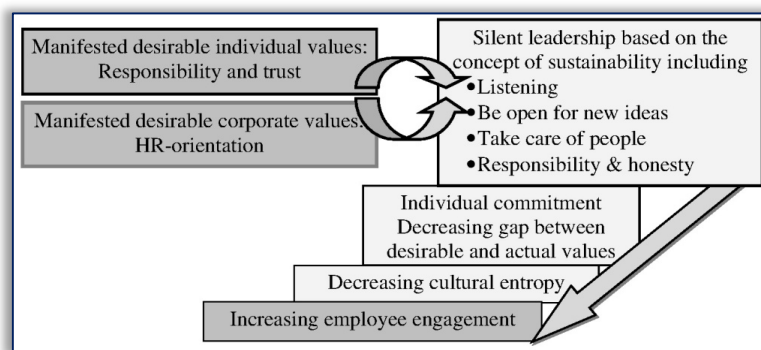 Manifested desirable individual values:
Responsibility and trust
Manifested desirable corporate values:
HR-orientation
Silent leadership based on the
concept of sustainability including
•Listening
•Be open for new ideas
•Take care of people
•Responsibility & honesty
Individual commitment
Decreasing gap between
desirable and actual values
Decreasing cultural entropy
Increasing employee engagement